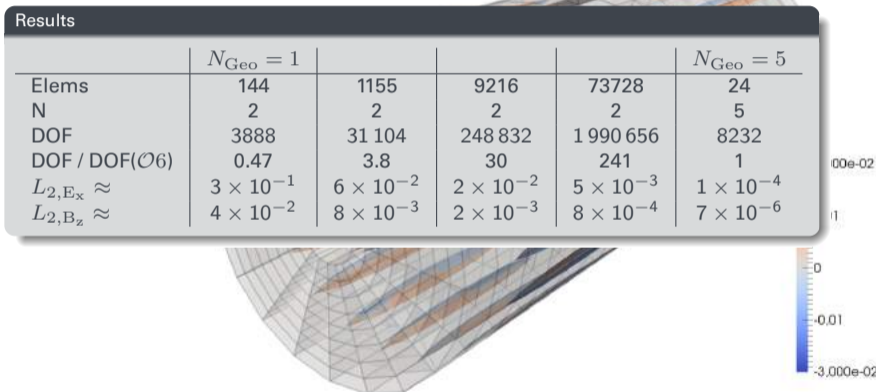 Results
N_Geo = 1 N_Geo = 5
Elems 144 1155 9216 73728 24
N 2 2 2 2 5
DOF 3888 31 104 248 832 1 990 656 8232
DOF / DOF(𝒪6) 0.47 3.8 30 241 1
L_2,E_x ≈ 3 × 10^−1 6 × 10^−2 2 × 10^−2 5 × 10^−3 1 × 10^−4
L_2,B_z ≈ 4 × 10^−2 8 × 10^−3 2 × 10^−3 8 × 10^−4 7 × 10^−6
00e-02
0
-0,01
-3,000e-02